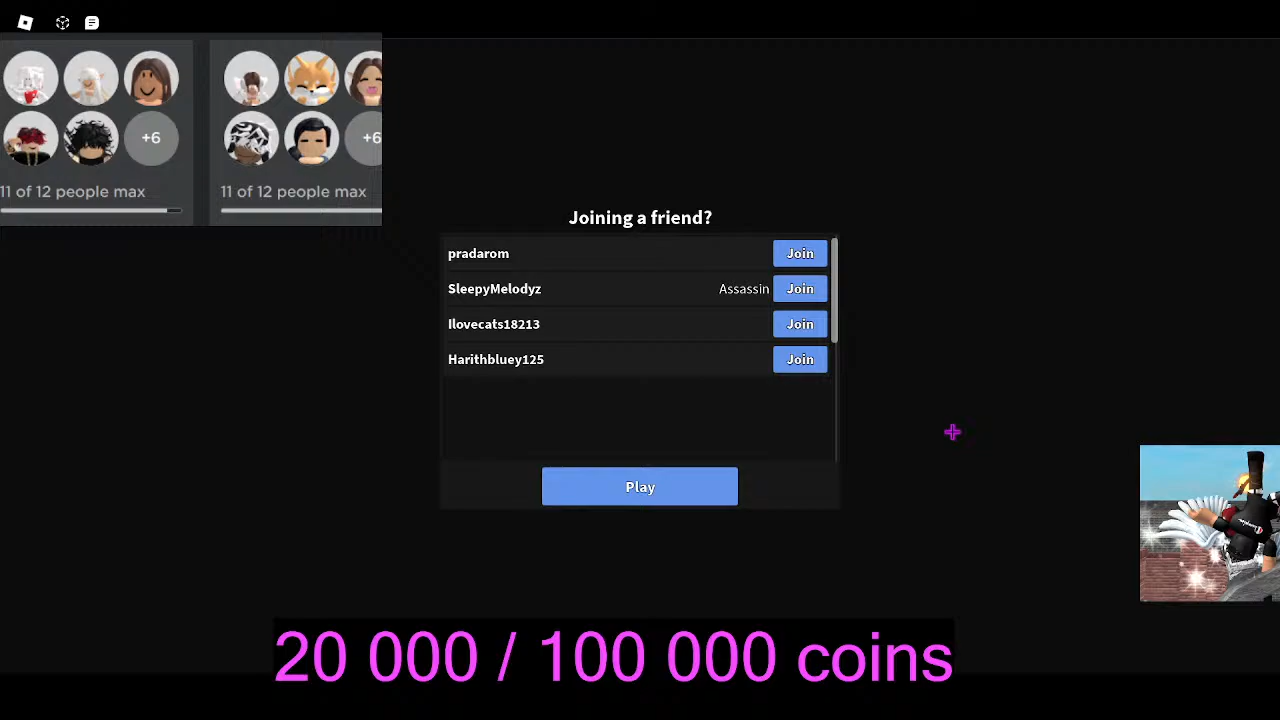 +6
+6
11 of 12 people max
11 of 12 people max
Joining a friend?
pradarom Join
SleepyMelodyz Assassin Join
Ilovecats18213 Join
Harithbluey125 Join
Play
20 000 / 100 000 coins